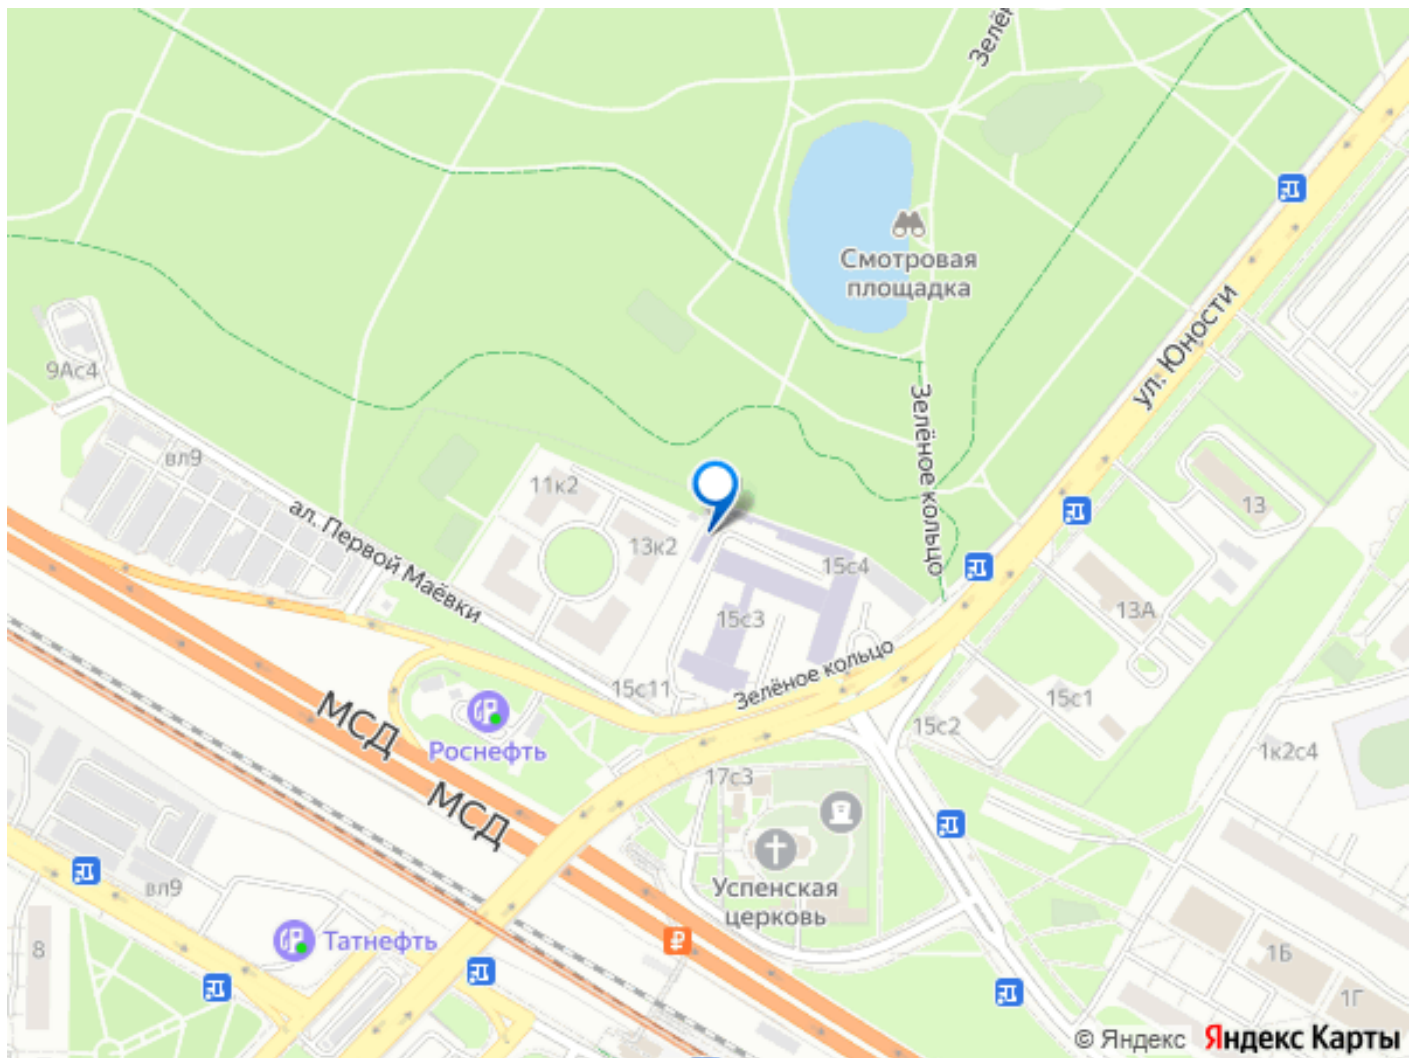 Зелён
Смотровая
площадка
ул. Юности
9Ас4
Зелёное кольцо
вл9
11к2
13
ал. Первой Маёвки
13к2
15с4
13А
15с3
Зелёное кольцо
15с11
15с1
МСД
15с2
Роснефть
1к2с4
17с3
МСД
вл9
Успенская
церковь
8
Татнефть
1Б
1Г
© Яндекс Яндекс Карты